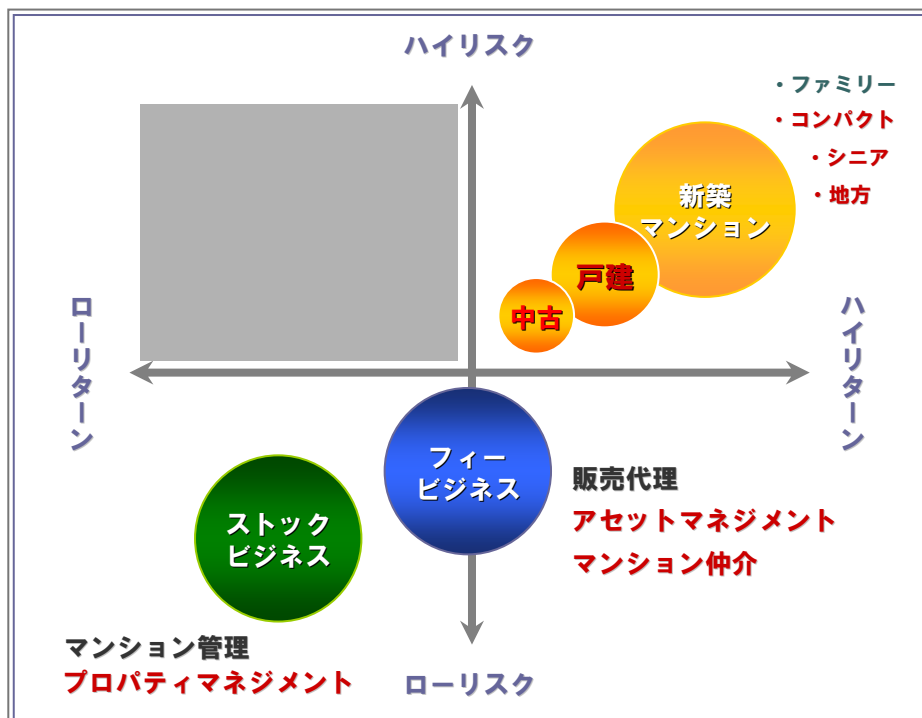 ハイリスク
・ファミリー
・コンパクト
・シニア
・地方
新築
マンション
戸建
中古
ローリターン
ハイリターン
フィー
ビジネス
販売代理
アセットマネジメント
マンション仲介
ストック
ビジネス
マンション管理
プロパティマネジメント
ローリスク